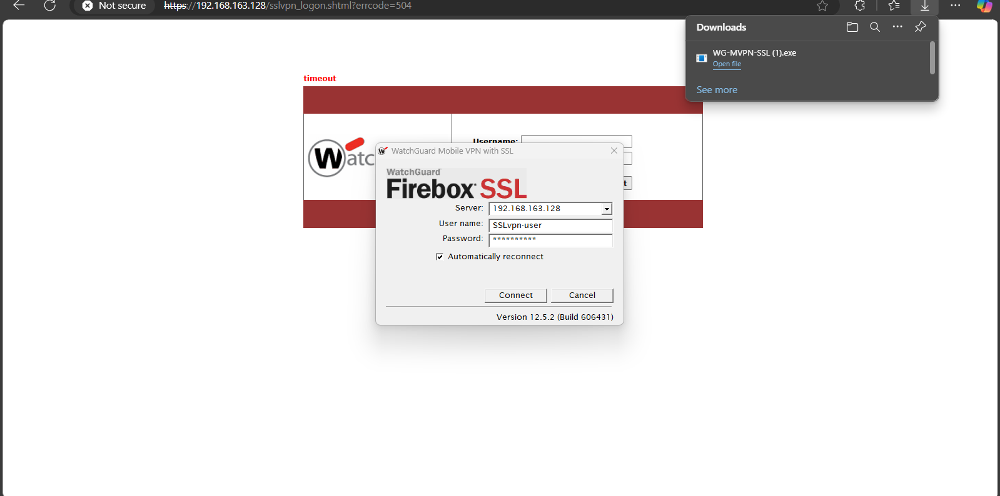 Not secure
https://192.168.163.128/sslvpn_logon.shtml?errcode=504
Downloads
WG-MVPN-SSL (1).exe
Open file
See more
timeout
Username:
Watc
t
WatchGuard Mobile VPN with SSL
WatchGuard
Firebox SSL
Server: 192.168.163.128
User name: SSLvpn-user
Password: **********
Automatically reconnect
Connect Cancel
Version 12.5.2 (Build 606431)